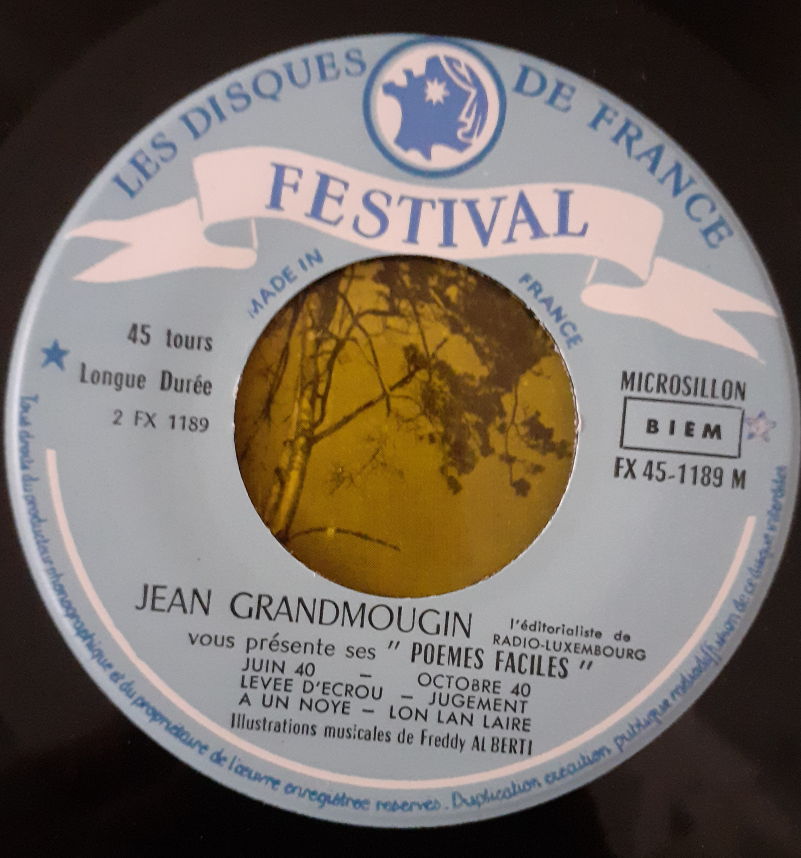 LES DISQUES DE FRANCE
FESTIVAL
MADE IN FRANCE
45 tours
Longue Durée
2 FX 1189
MICROSILLON
BIEM
FX 45-1189 M
JEAN GRANDMOUGIN l'éditorialiste de
RADIO-LUXEMBOURG
vous présente ses " POEMES FACILES "
JUIN 40 – OCTOBRE 40
LEVEE D'ECROU – JUGEMENT
A UN NOYE – LON LAN LAIRE
Illustrations musicales de Freddy ALBERTI
Tous droits du producteur phonographique et du propriétaire de l'œuvre enregistrée réservés. Duplication exécution publique radiodiffusion de ce disque interdites